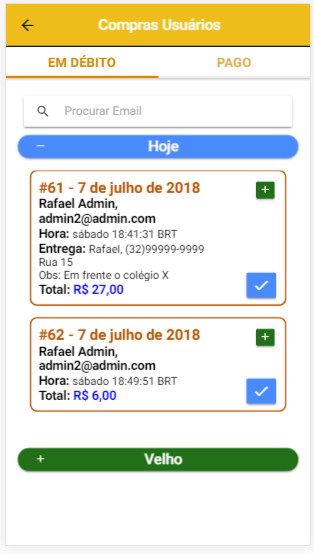 Compras Usuários
EM DÉBITO
PAGO
Procurar Email
− Hoje
#61 - 7 de julho de 2018 +
Rafael Admin,
admin2@admin.com
Hora: sábado 18:41:31 BRT
Entrega: Rafael, (32)99999-9999
Rua 15
Obs: Em frente o colégio X
Total: R$ 27,00
#62 - 7 de julho de 2018 +
Rafael Admin,
admin2@admin.com
Hora: sábado 18:49:51 BRT
Total: R$ 6,00
+ Velho